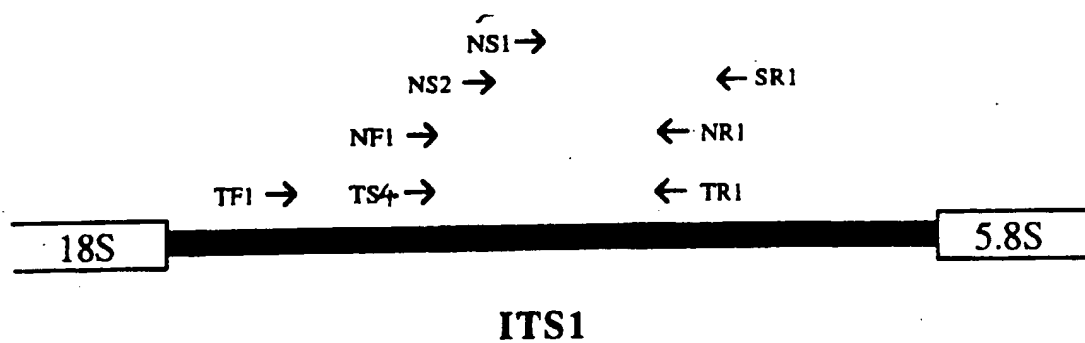 NS1 →
NS2 → ← SR1
NF1 → ← NR1
TF1 → TS4 → ← TR1
18S 5.8S
ITS1